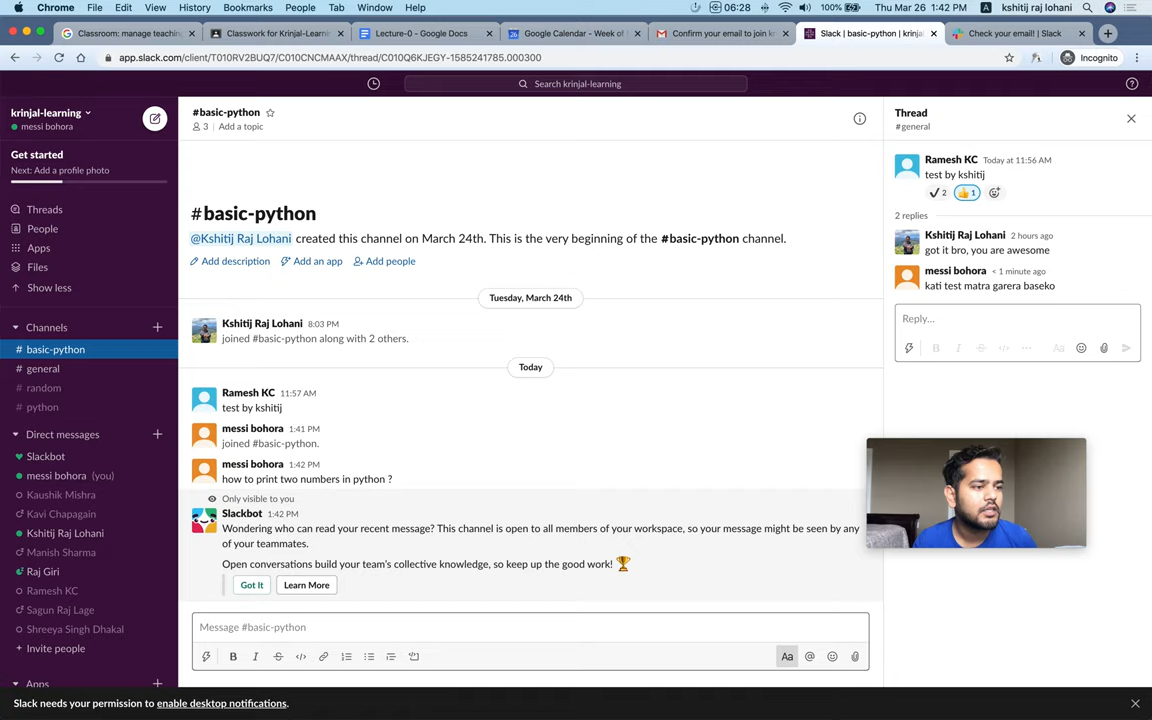 Chrome File Edit View History Bookmarks People Tab Window Help 06:28 100% Thu Mar 26 1:42 PM kshitij raj lohani
Classroom: manage teachin Classwork for Krinjal-Learni Lecture-0 - Google Docs Google Calendar - Week of M Confirm your email to join kr Slack | basic-python | krinjal Check your email! | Slack
app.slack.com/client/T010RV2BUQ7/C010CNCMAAX/thread/C010Q6KJEGY-1585241785.000300 Incognito
Search krinjal-learning
krinjal-learning
messi bohora
Get started
Next: Add a profile photo
Threads
People
Apps
Files
Show less
Channels
# basic-python
# general
# random
# python
Direct messages
Slackbot
messi bohora (you)
Kaushik Mishra
Kavi Chapagain
Kshitij Raj Lohani
Manish Sharma
Raj Giri
Ramesh KC
Sagun Raj Lage
Shreeya Singh Dhakal
+ Invite people
Apps
#basic-python
3 Add a topic
#basic-python
@Kshitij Raj Lohani created this channel on March 24th. This is the very beginning of the #basic-python channel.
Add description Add an app Add people
Tuesday, March 24th
Kshitij Raj Lohani 8:03 PM
joined #basic-python along with 2 others.
Today
Ramesh KC 11:57 AM
test by kshitij
messi bohora 1:41 PM
joined #basic-python.
messi bohora 1:42 PM
how to print two numbers in python ?
Only visible to you
Slackbot 1:42 PM
Wondering who can read your recent message? This channel is open to all members of your workspace, so your message might be seen by any
of your teammates.
Open conversations build your team's collective knowledge, so keep up the good work!
Got It Learn More
Message #basic-python
B I S Aa @
Thread
#general
Ramesh KC Today at 11:56 AM
test by kshitij
2 1
2 replies
Kshitij Raj Lohani 2 hours ago
got it bro, you are awesome
messi bohora < 1 minute ago
kati test matra garera baseko
Reply...
B I S Aa
Slack needs your permission to enable desktop notifications.